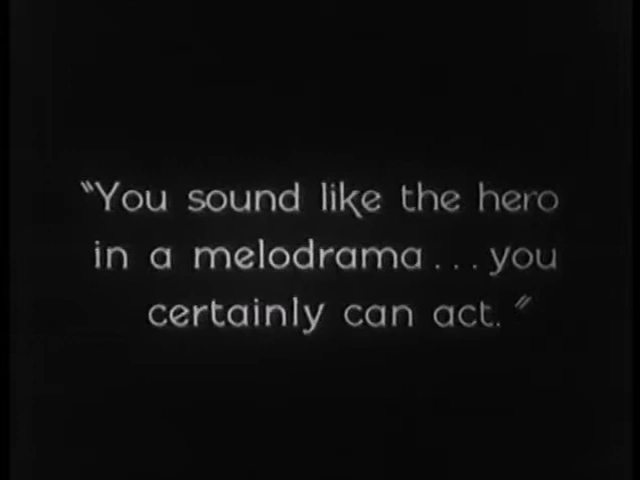 "You sound like the hero
in a melodrama... you
certainly can act."